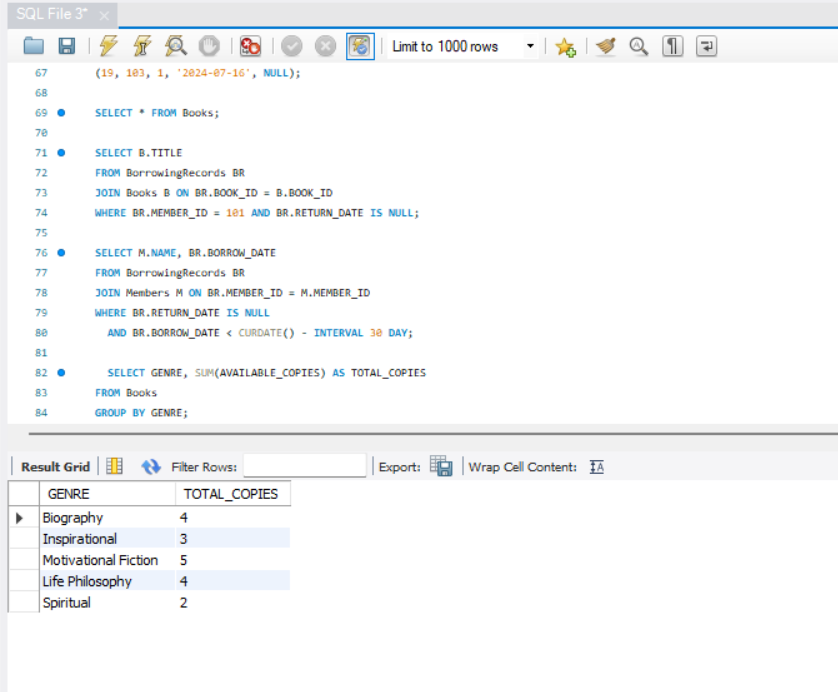 SQL File 3*
Limit to 1000 rows
67 (19, 103, 1, '2024-07-16', NULL);
68
69 SELECT * FROM Books;
70
71 SELECT B.TITLE
72 FROM BorrowingRecords BR
73 JOIN Books B ON BR.BOOK_ID = B.BOOK_ID
74 WHERE BR.MEMBER_ID = 101 AND BR.RETURN_DATE IS NULL;
75
76 SELECT M.NAME, BR.BORROW_DATE
77 FROM BorrowingRecords BR
78 JOIN Members M ON BR.MEMBER_ID = M.MEMBER_ID
79 WHERE BR.RETURN_DATE IS NULL
80 AND BR.BORROW_DATE < CURDATE() - INTERVAL 30 DAY;
81
82 SELECT GENRE, SUM(AVAILABLE_COPIES) AS TOTAL_COPIES
83 FROM Books
84 GROUP BY GENRE;
Result Grid Filter Rows: Export: Wrap Cell Content: IA
GENRE TOTAL_COPIES
Biography 4
Inspirational 3
Motivational Fiction 5
Life Philosophy 4
Spiritual 2